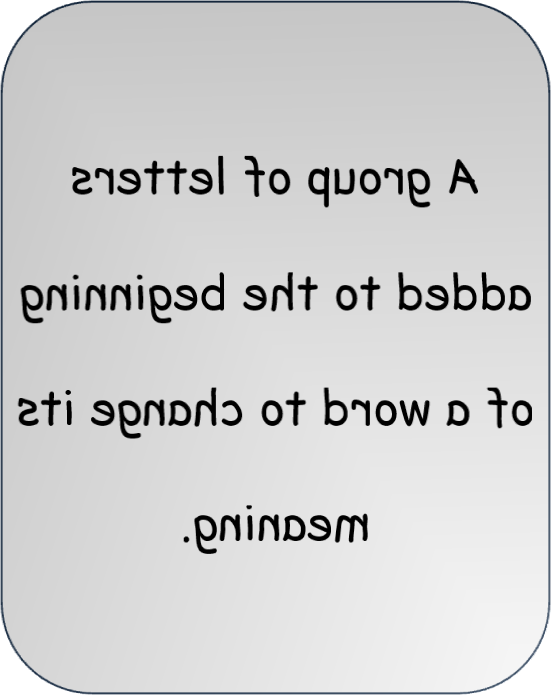 A group of letters
added to the beginning
of a word to change its
meaning.